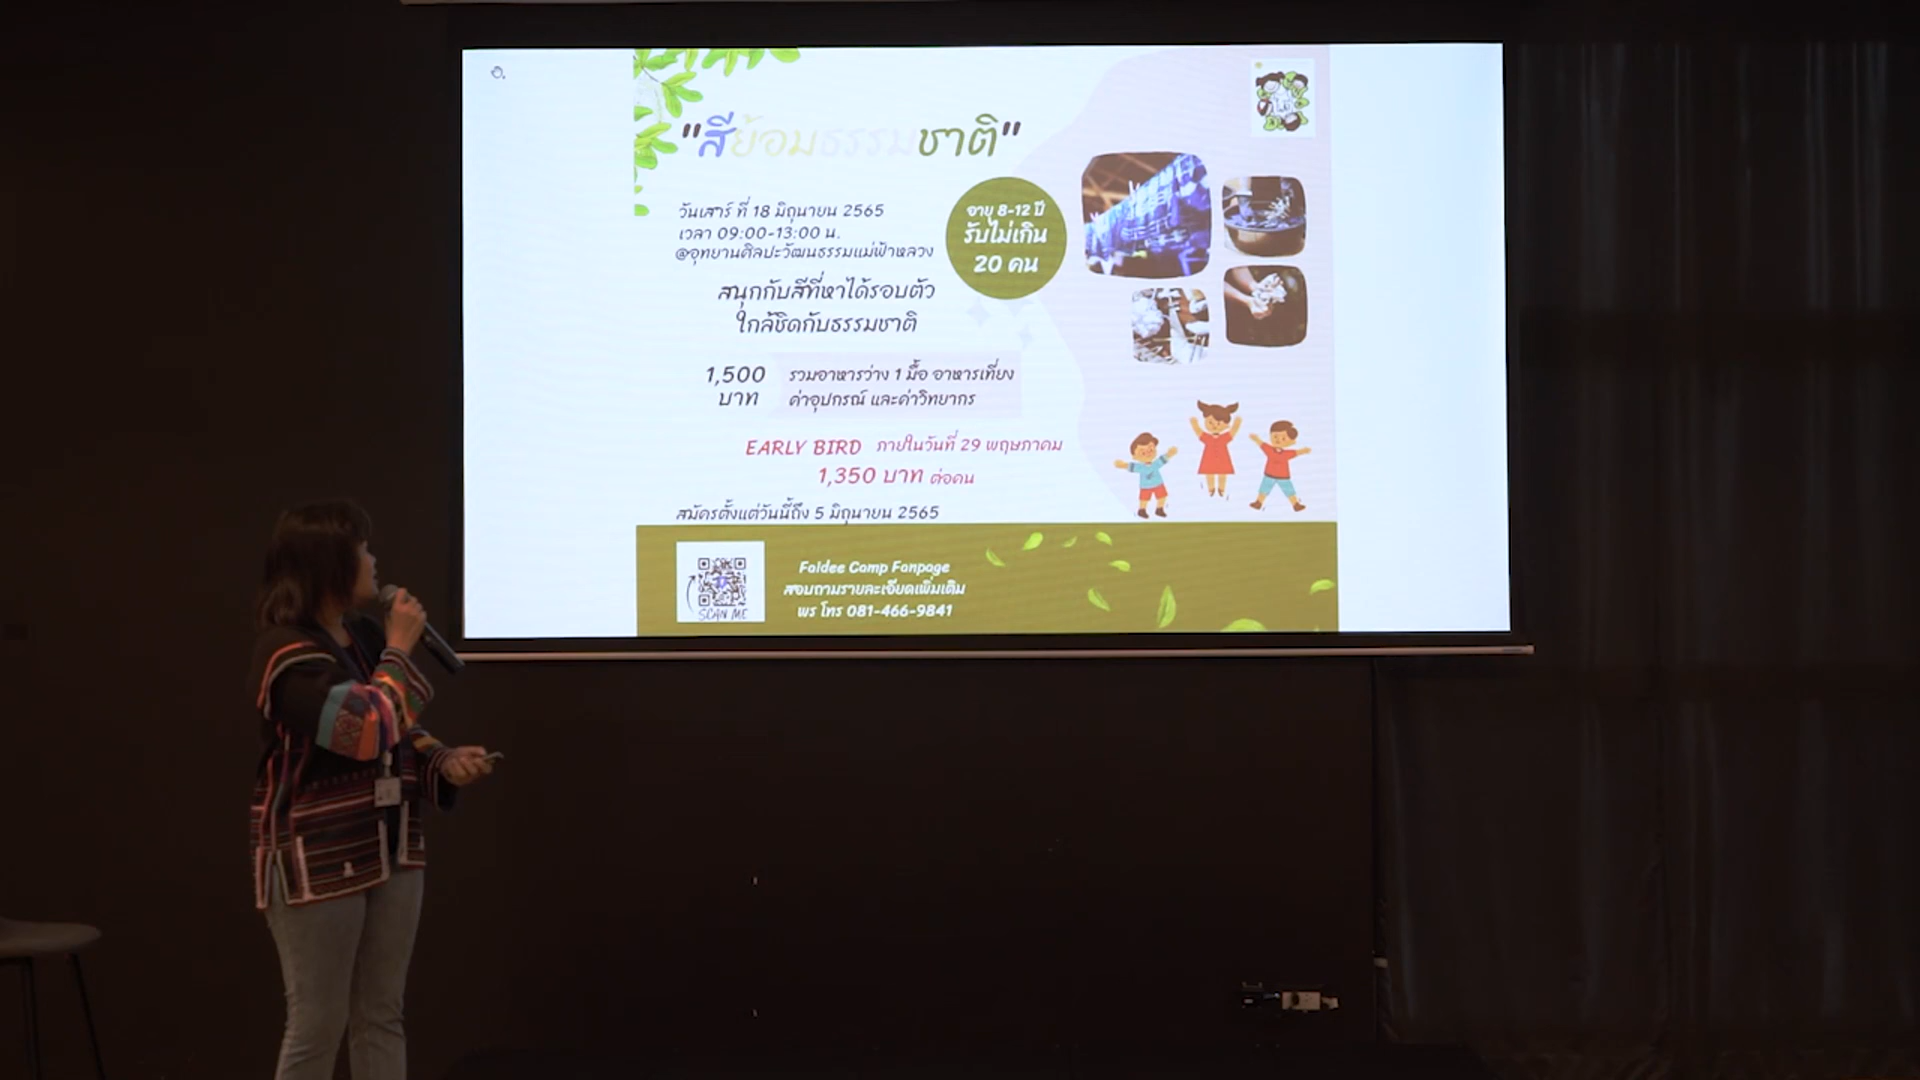 "สีย้อมธรรมชาติ"
วันเสาร์ ที่ 18 มิถุนายน 2565
เวลา 09:00-13:00 น.
@อุทยานศิลปะวัฒนธรรมแม่ฟ้าหลวง
อายุ 8-12 ปี
รับไม่เกิน
20 คน
สนุกกับสีที่หาได้รอบตัว
ใกล้ชิดกับธรรมชาติ
1,500
บาท
รวมอาหารว่าง 1 มื้อ อาหารเที่ยง
ค่าอุปกรณ์ และค่าวิทยากร
EARLY BIRD ภายในวันที่ 29 พฤษภาคม
1,350 บาท ต่อคน
สมัครตั้งแต่วันนี้ถึง 5 มิถุนายน 2565
SCAN ME
Foldee Camp Fanpage
สอบถามรายละเอียดเพิ่มเติม
พร โทร 081-466-9841